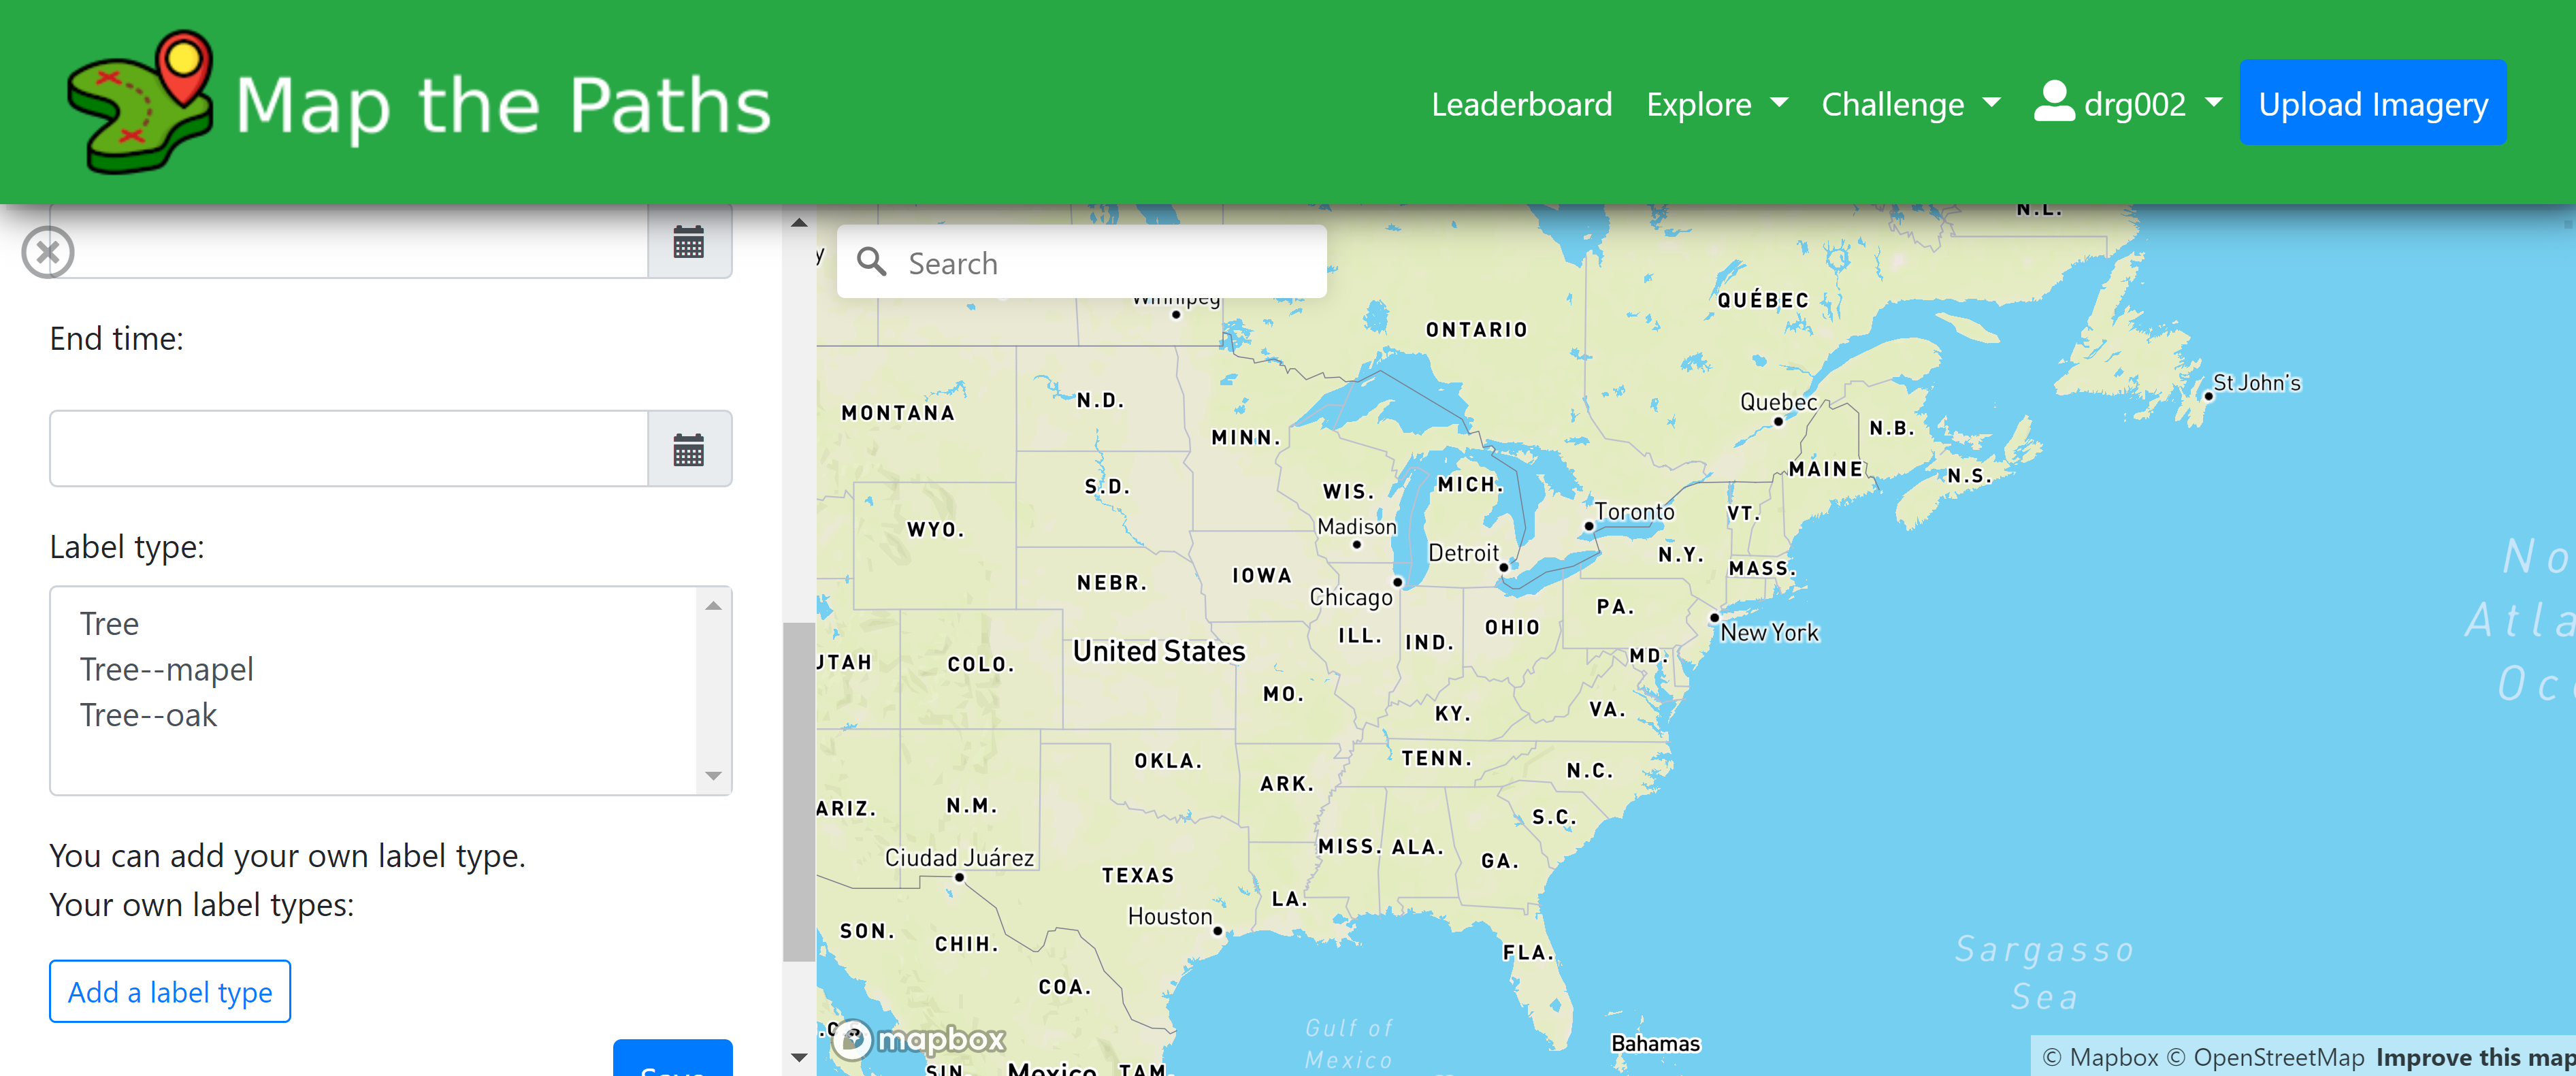 Map the Paths
Leaderboard
Explore
Challenge
drg002
Upload Imagery
End time:
Label type:
Tree
Tree--mapel
Tree--oak
You can add your own label type.
Your own label types:
Add a label type
Save
Search
N.L.
Winnipeg
ONTARIO
QUÉBEC
St John's
Quebec
N.B.
MAINE
N.S.
MONTANA
N.D.
MINN.
S.D.
WIS.
MICH.
Madison
Toronto
VT.
WYO.
Detroit
N.Y.
MASS.
NEBR.
IOWA
Chicago
PA.
New York
ILL.
IND.
OHIO
United States
UTAH
COLO.
MD.
MO.
KY.
VA.
OKLA.
TENN.
N.C.
ARK.
ARIZ.
N.M.
S.C.
MISS.
ALA.
GA.
Ciudad Juárez
TEXAS
LA.
Houston
SON.
CHIH.
FLA.
COA.
Sargasso
Sea
Gulf of
Mexico
Bahamas
mapbox
SIN.
Mexico
TAM.
No
Atla
Oc
© Mapbox © OpenStreetMap Improve this map